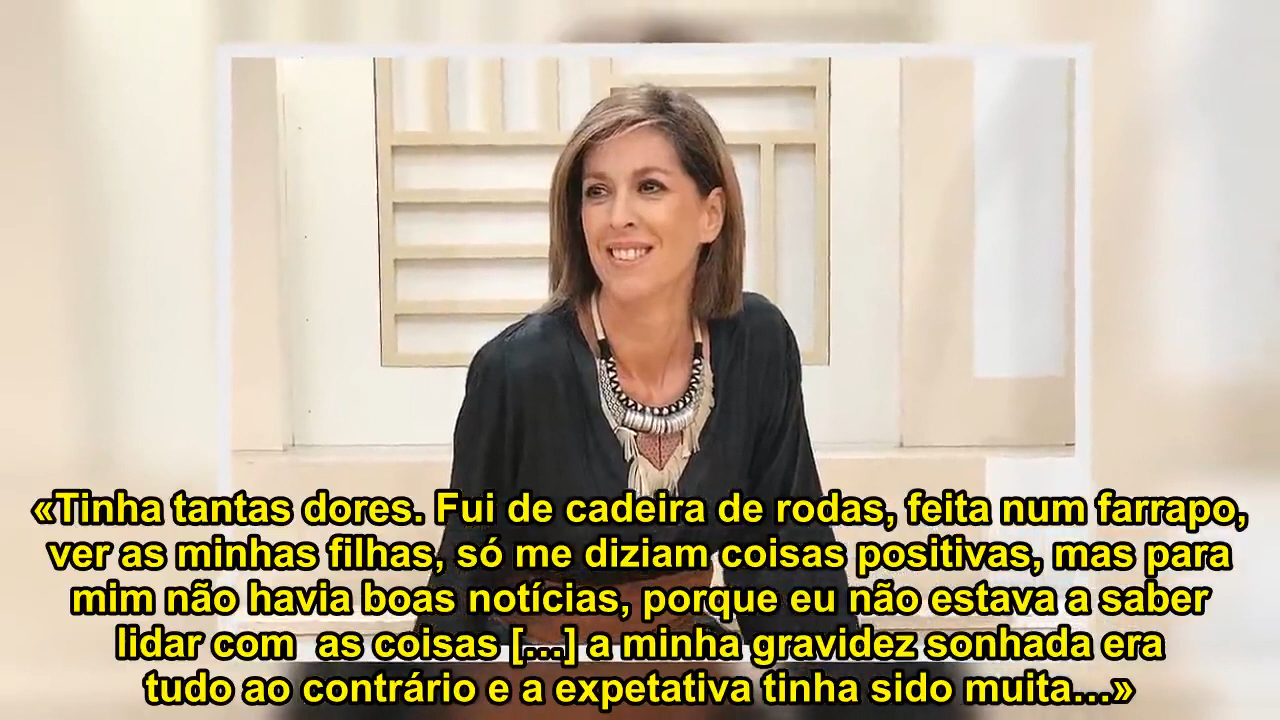 «Tinha tantas dores. Fui de cadeira de rodas, feita num farrapo,
ver as minhas filhas, só me diziam coisas positivas, mas para
mim não havia boas notícias, porque eu não estava a saber
lidar com  as coisas [...] a minha gravidez sonhada era
tudo ao contrário e a expetativa tinha sido muita...»